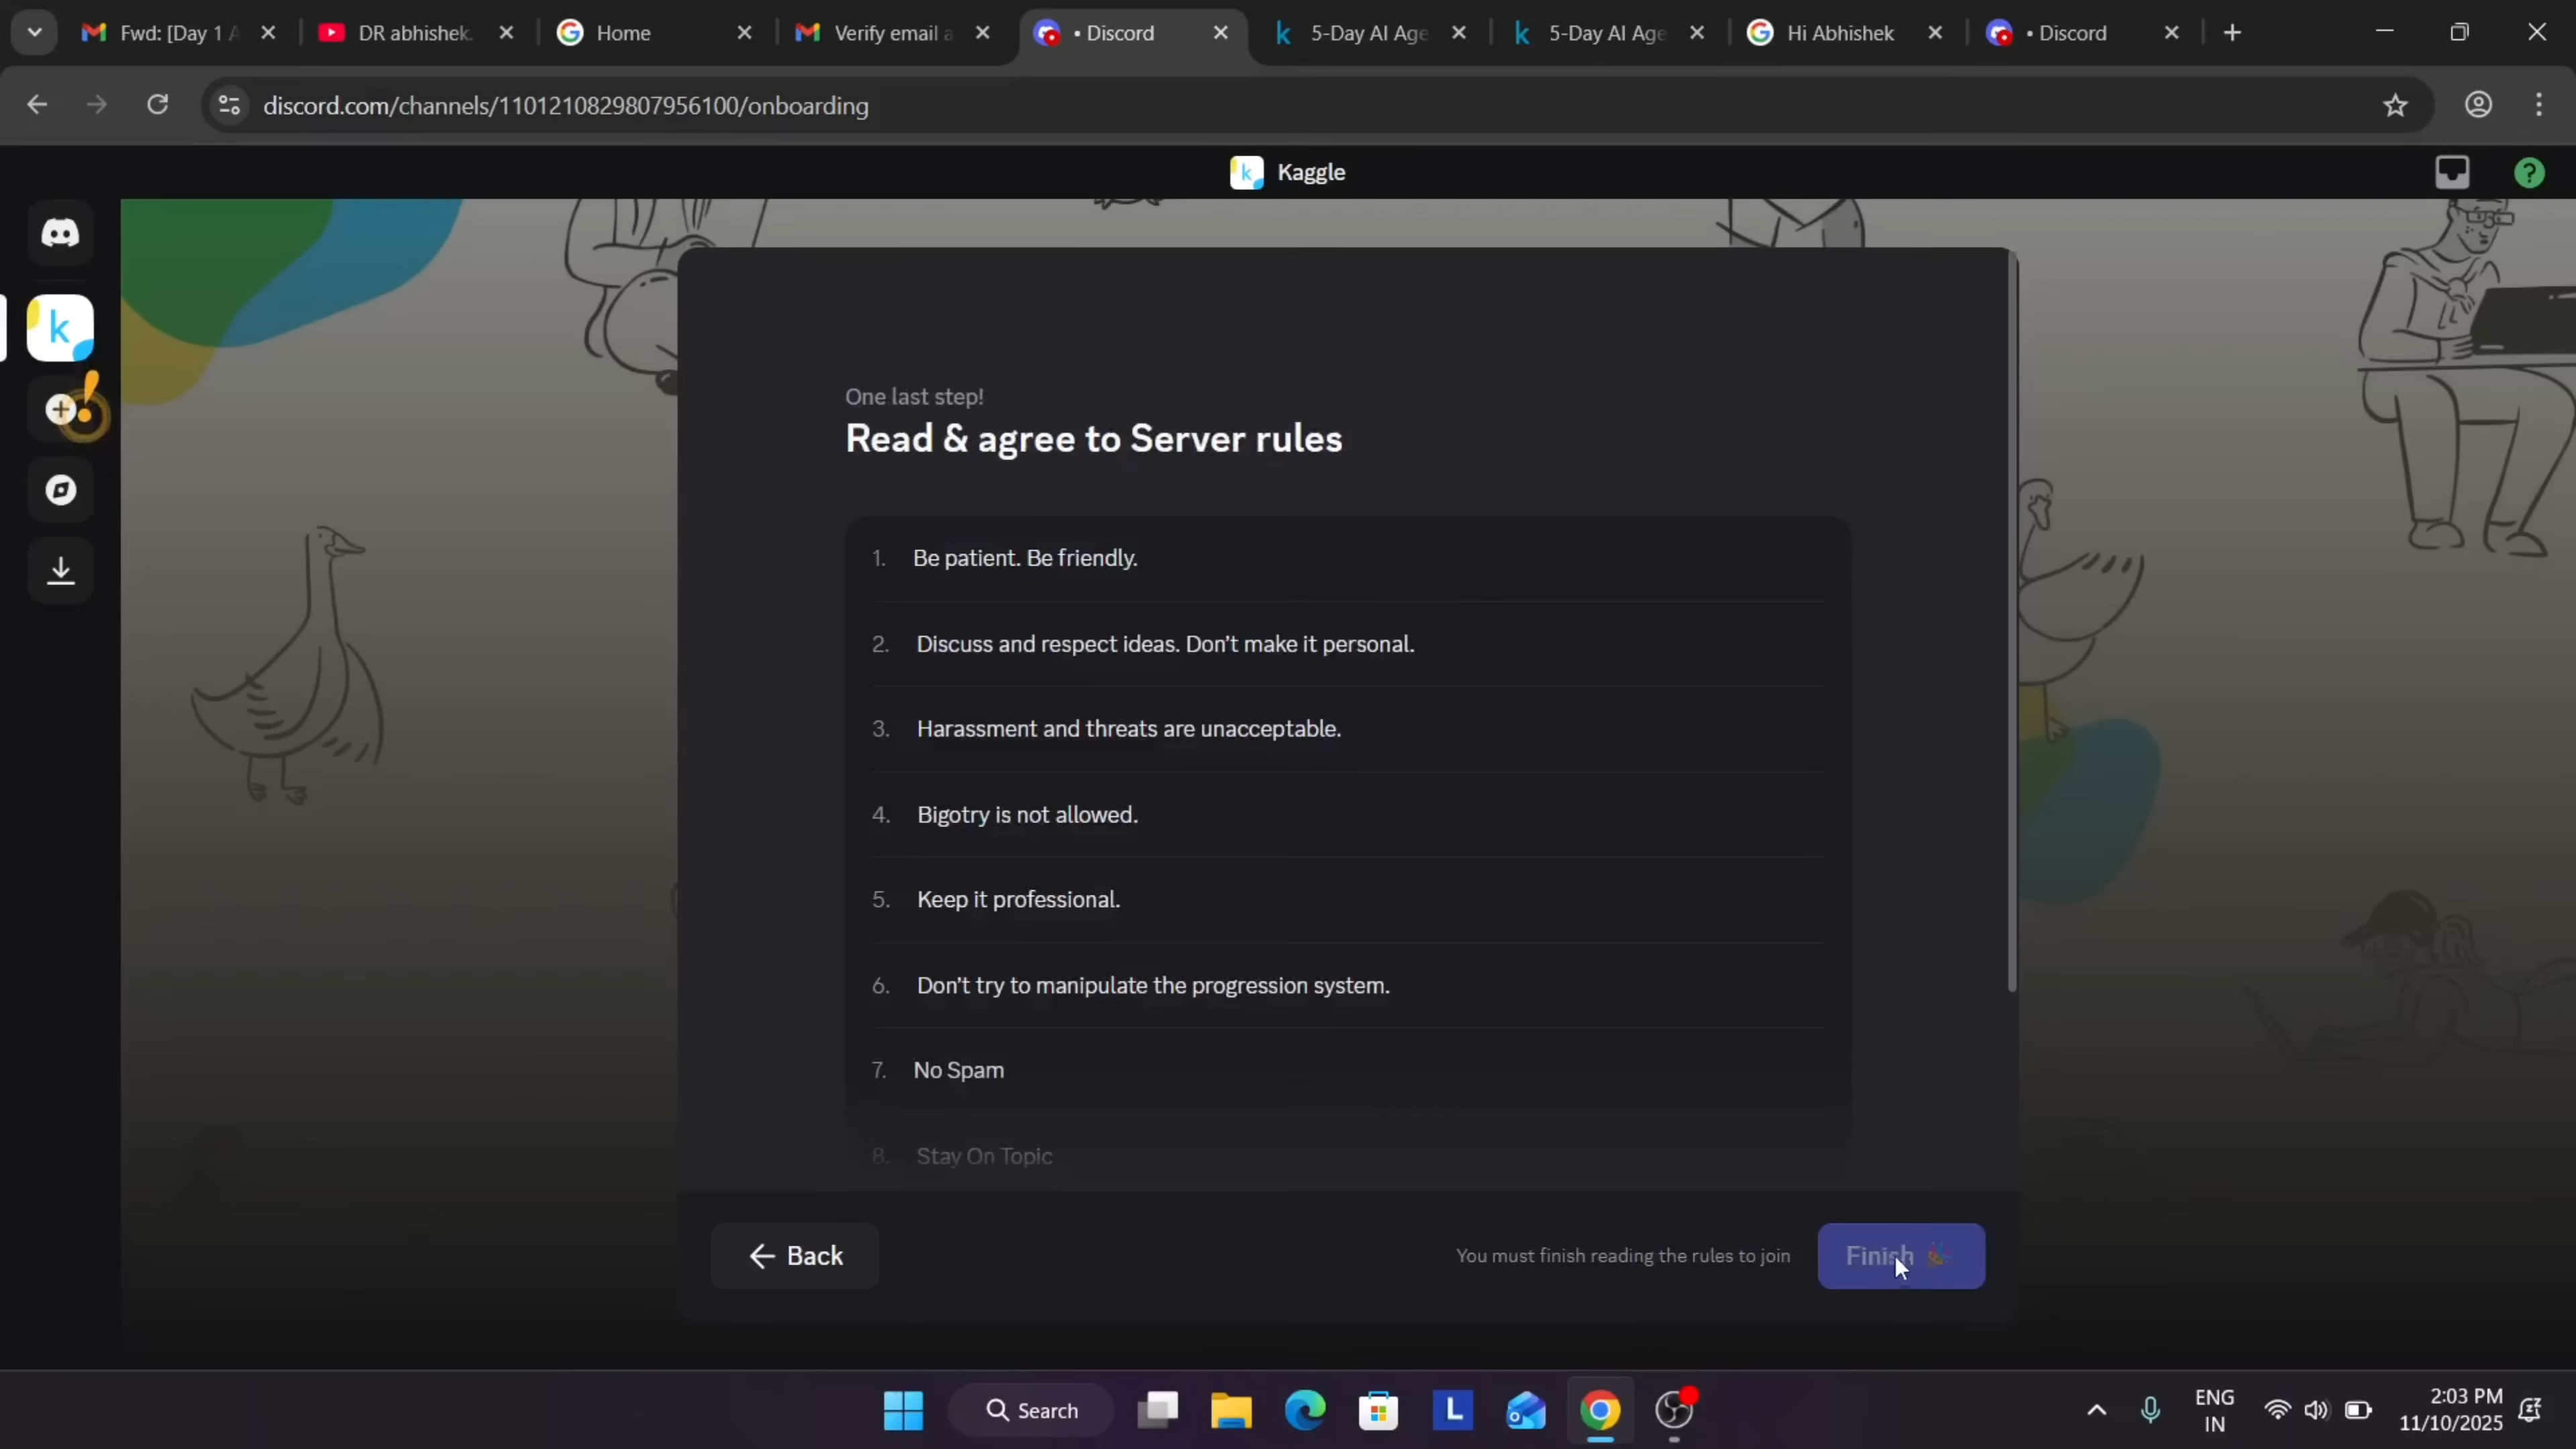 Fwd: [Day 1 A
DR abhishek.
Home
Verify email a
• Discord
5-Day AI Age
5-Day AI Age
Hi Abhishek
• Discord
discord.com/channels/1101210829807956100/onboarding
k Kaggle
k
One last step!
Read & agree to Server rules
1. Be patient. Be friendly.
2. Discuss and respect ideas. Don't make it personal.
3. Harassment and threats are unacceptable.
4. Bigotry is not allowed.
5. Keep it professional.
6. Don't try to manipulate the progression system.
7. No Spam
8. Stay On Topic
Back
You must finish reading the rules to join
Finish
Search
L
ENG
IN
2:03 PM
11/10/2025